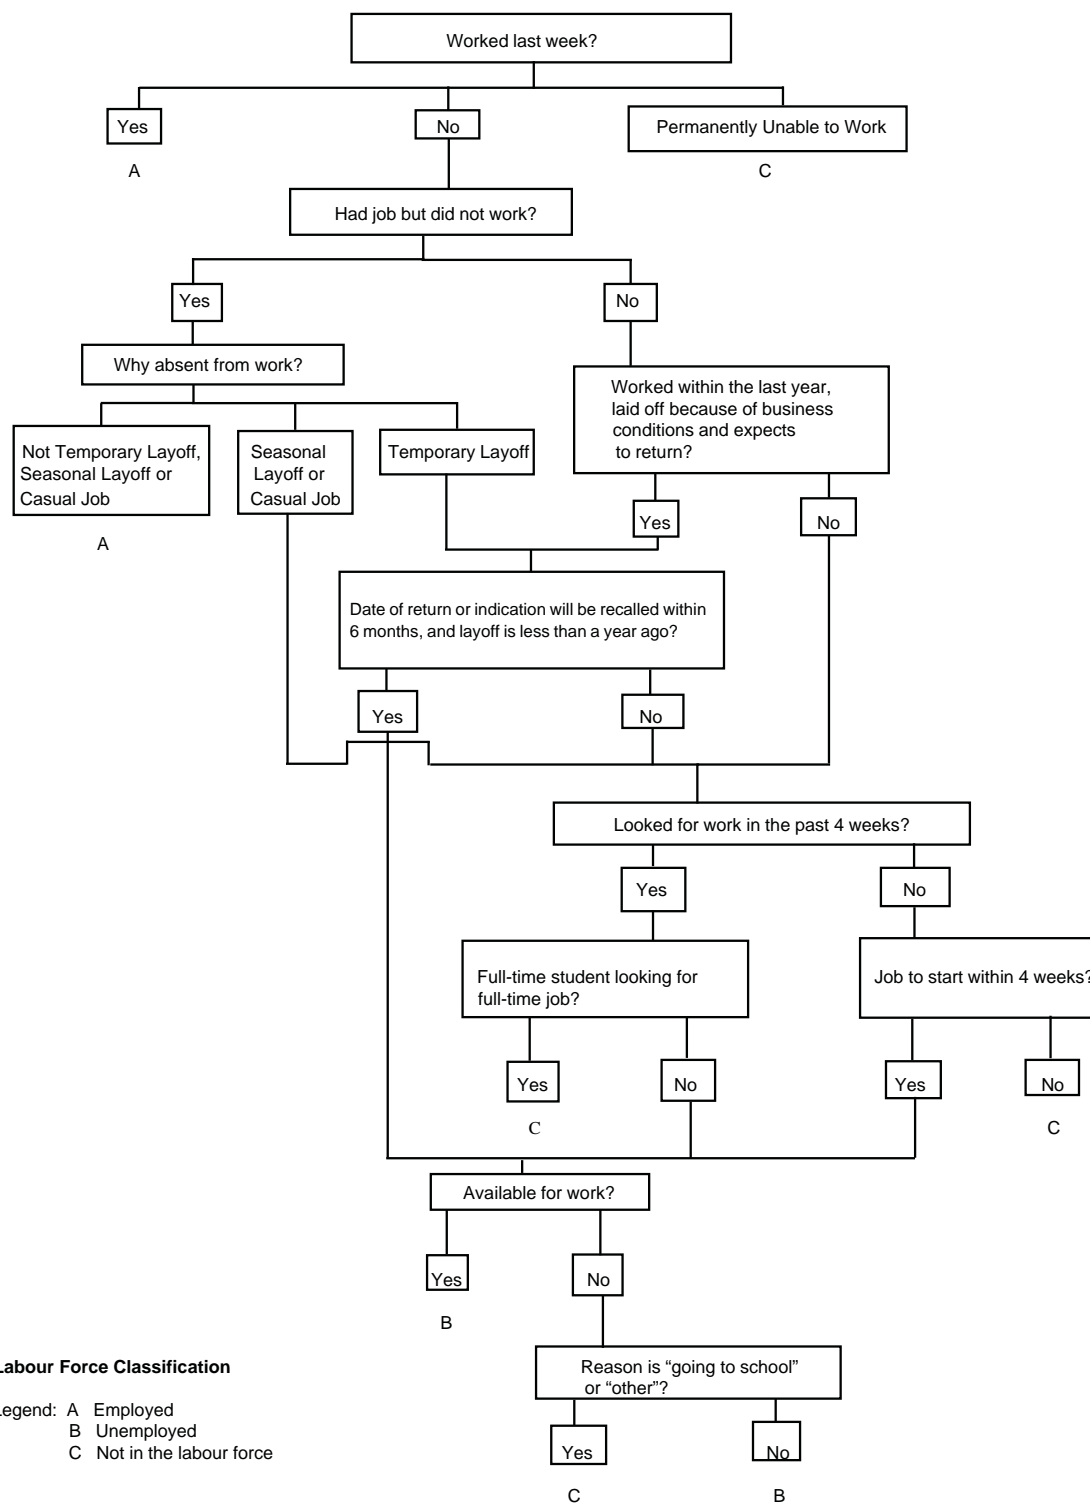 Worked last week?
Yes
No
Permanently Unable to Work
A
C
Had job but did not work?
Yes
No
Why absent from work?
Worked within the last year,
laid off because of business
conditions and expects
to return?
Not Temporary Layoff,
Seasonal Layoff or
Casual Job
Seasonal
Layoff or
Casual Job
Temporary Layoff
A
Yes
No
Date of return or indication will be recalled within
6 months, and layoff is less than a year ago?
Yes
No
Looked for work in the past 4 weeks?
Yes
No
Full-time student looking for
full-time job?
Job to start within 4 weeks?
Yes
No
Yes
No
C
C
Available for work?
Yes
No
B
Reason is “going to school”
or “other”?
Yes
No
C
B
Labour Force Classification
Legend: A Employed
B Unemployed
C Not in the labour force